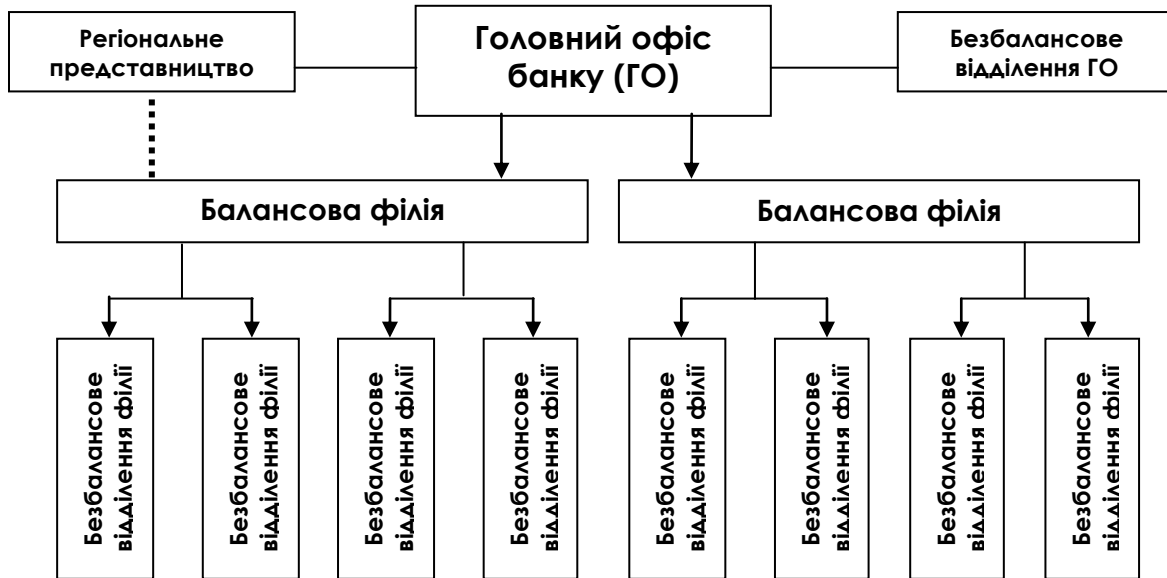 Регіональне
представництво
Головний офіс
банку (ГО)
Безбалансове
відділення ГО
Балансова філія
Балансова філія
Безбалансове
відділення філії
Безбалансове
відділення філії
Безбалансове
відділення філії
Безбалансове
відділення філії
Безбалансове
відділення філії
Безбалансове
відділення філії
Безбалансове
відділення філії
Безбалансове
відділення філії